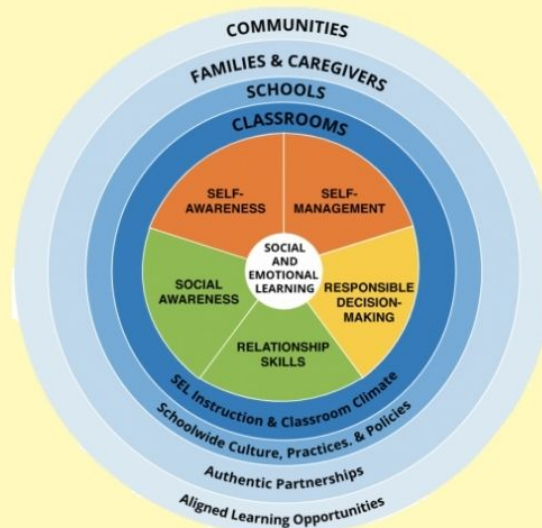 COMMUNITIES
FAMILIES & CAREGIVERS
SCHOOLS
CLASSROOMS
SELF-
AWARENESS
SELF-
MANAGEMENT
SOCIAL
AND
EMOTIONAL
LEARNING
SOCIAL
AWARENESS
RESPONSIBLE
DECISION-
MAKING
RELATIONSHIP
SKILLS
SEL Instruction & Classroom Climate
Schoolwide Culture, Practices, & Policies
Authentic Partnerships
Aligned Learning Opportunities